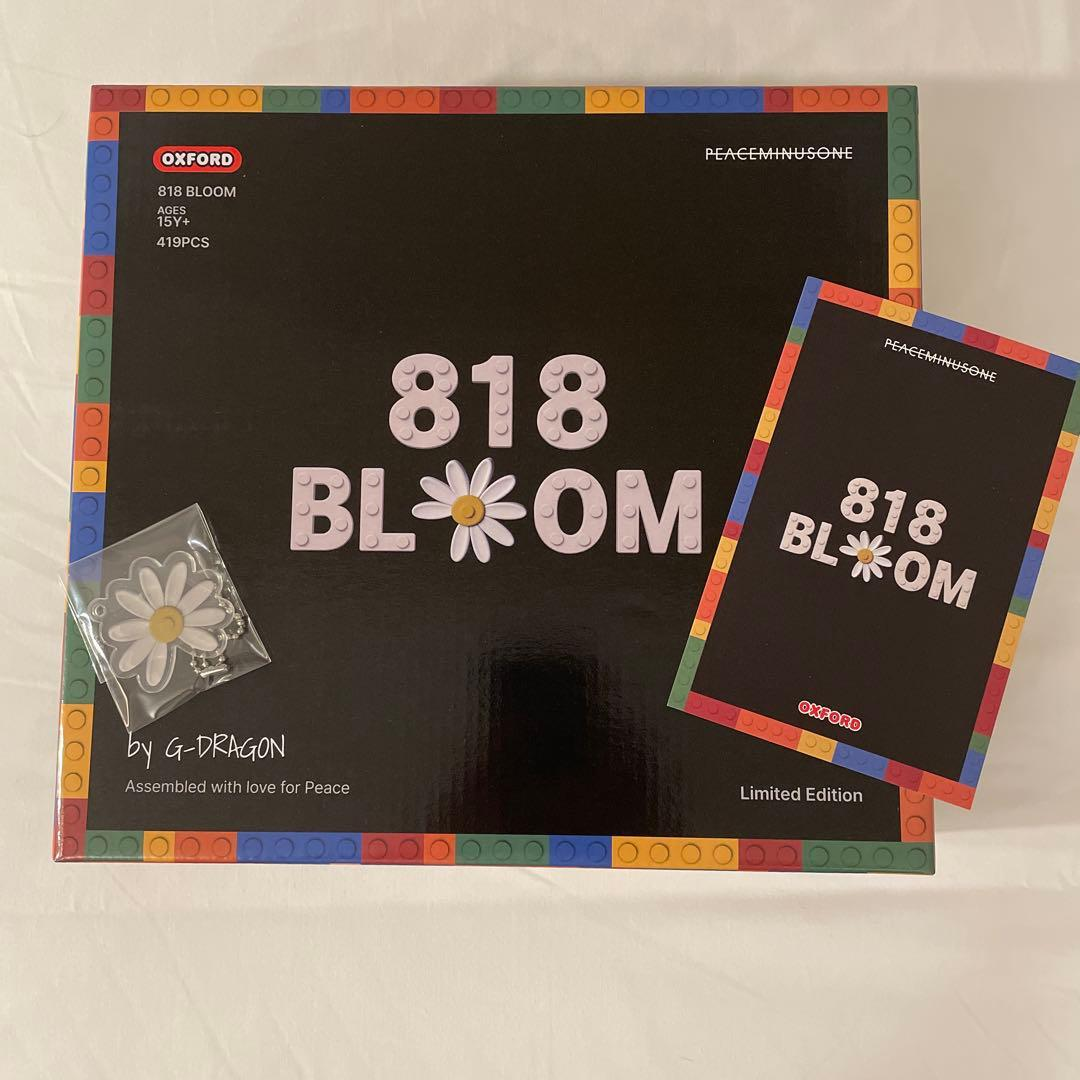 OXFORD
PEACEMINUSONE
818 BLOOM
AGES
15Y+
419PCS
818
BLOOM
by G-DRAGON
Assembled with love for Peace
Limited Edition
PEACEMINUSONE
818
BLOOM
OXFORD